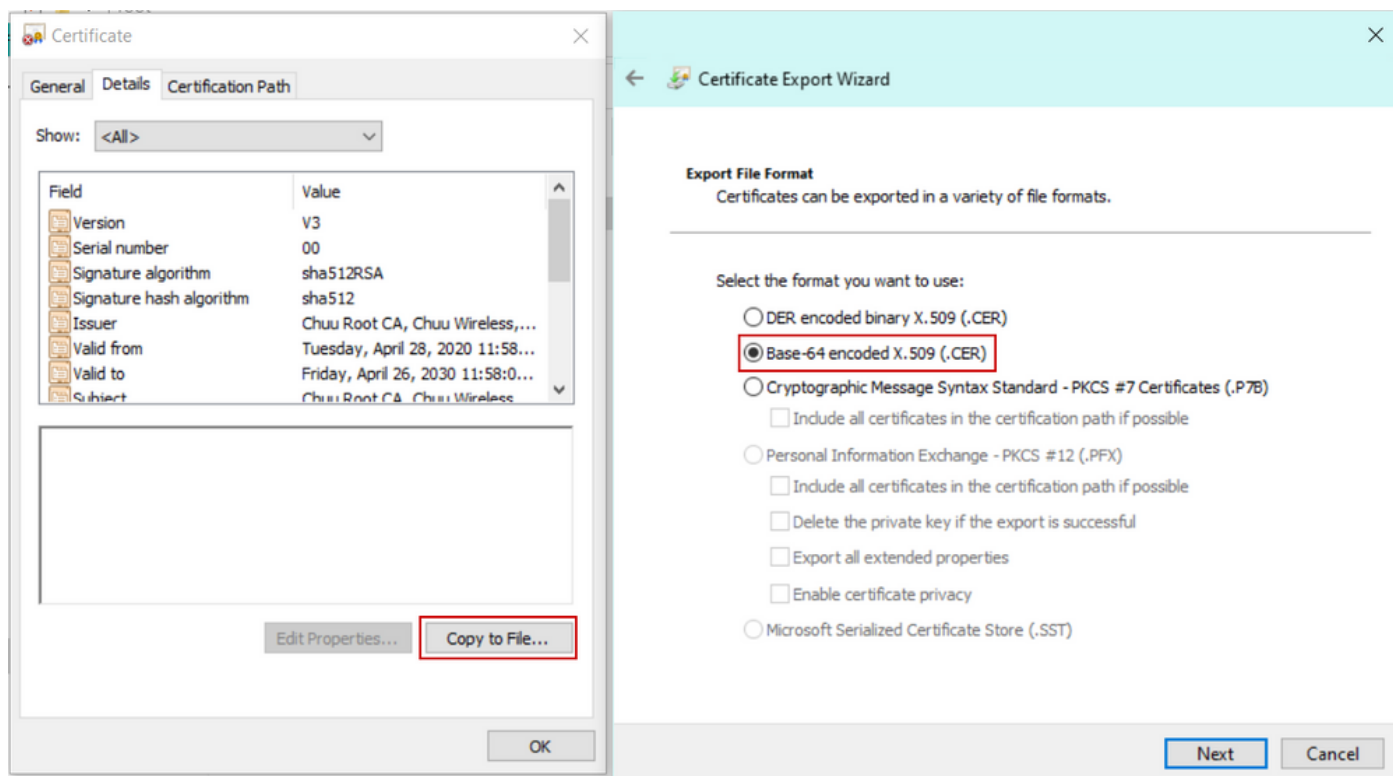 Certificate
General Details Certification Path
Show: <All>
Field Value
Version V3
Serial number 00
Signature algorithm sha512RSA
Signature hash algorithm sha512
Issuer Chuu Root CA, Chuu Wireless,...
Valid from Tuesday, April 28, 2020 11:58...
Valid to Friday, April 26, 2030 11:58:0...
Subject Chuu Root CA, Chuu Wireless
Edit Properties... Copy to File...
OK
Certificate Export Wizard
Export File Format
Certificates can be exported in a variety of file formats.
Select the format you want to use:
DER encoded binary X.509 (.CER)
Base-64 encoded X.509 (.CER)
Cryptographic Message Syntax Standard - PKCS #7 Certificates (.P7B)
Include all certificates in the certification path if possible
Personal Information Exchange - PKCS #12 (.PFX)
Include all certificates in the certification path if possible
Delete the private key if the export is successful
Export all extended properties
Enable certificate privacy
Microsoft Serialized Certificate Store (.SST)
Next Cancel